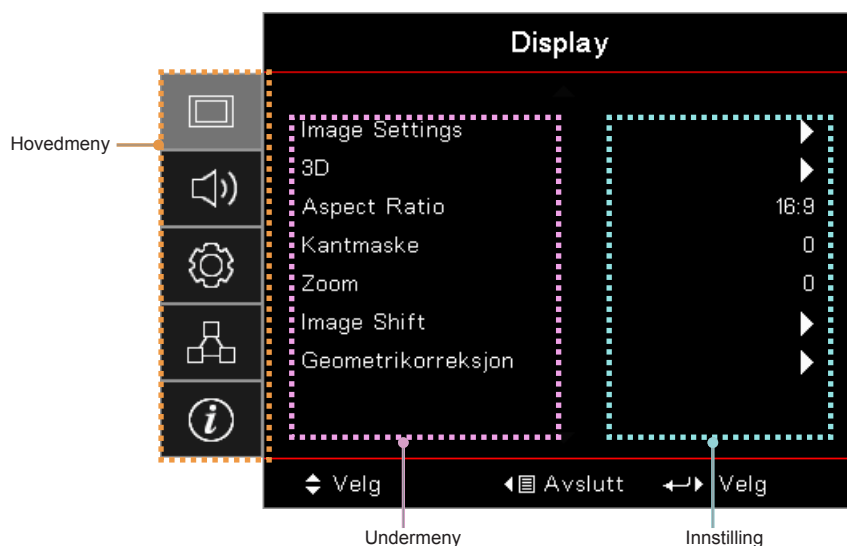 Display
Hovedmeny
Image Settings
3D
Aspect Ratio 16:9
Kantmaske 0
Zoom 0
Image Shift
Geometrikorreksjon
Velg Avslutt Velg
Undermeny Innstilling